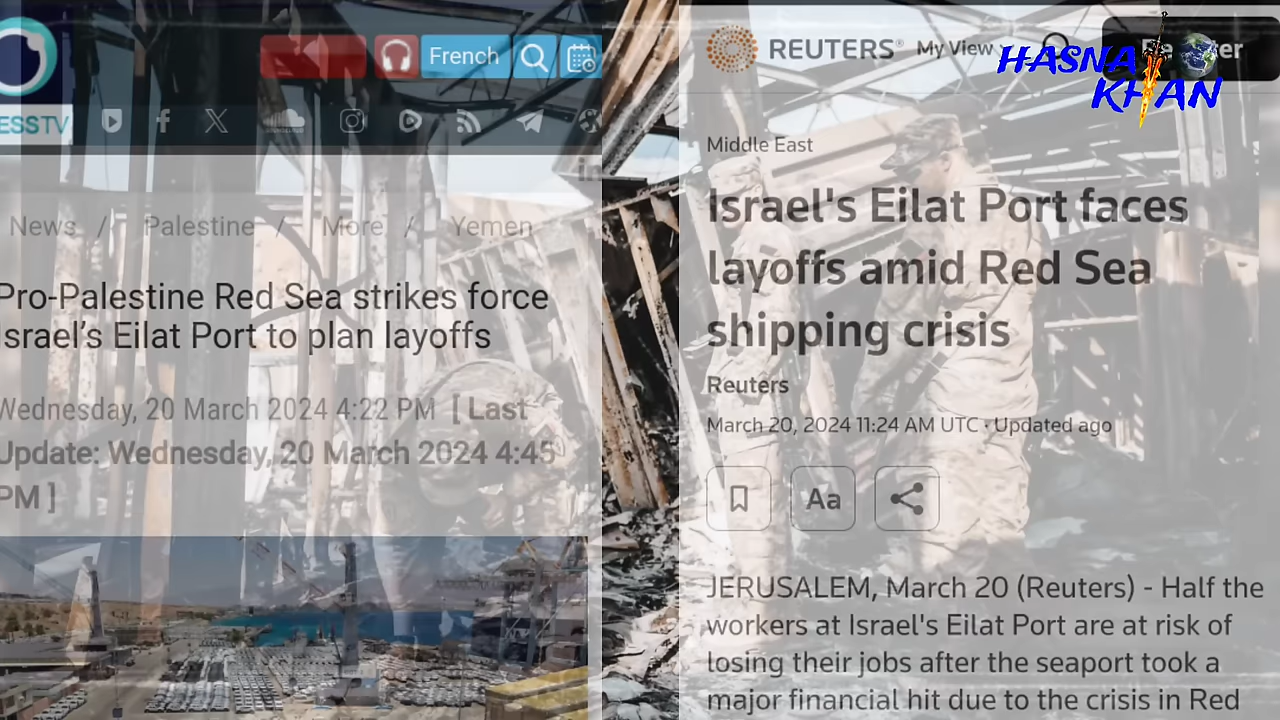 French
ESSTV
News / Palestine / More / Yemen
Pro-Palestine Red Sea strikes force
Israel's Eilat Port to plan layoffs
Wednesday, 20 March 2024 4:22 PM [ Last
Update: Wednesday, 20 March 2024 4:45
PM ]
REUTERS® My View
HASNA
KHAN
Middle East
Israel's Eilat Port faces
layoffs amid Red Sea
shipping crisis
Reuters
March 20, 2024 11:24 AM UTC · Updated ago
Aa
JERUSALEM, March 20 (Reuters) - Half the
workers at Israel's Eilat Port are at risk of
losing their jobs after the seaport took a
major financial hit due to the crisis in Red